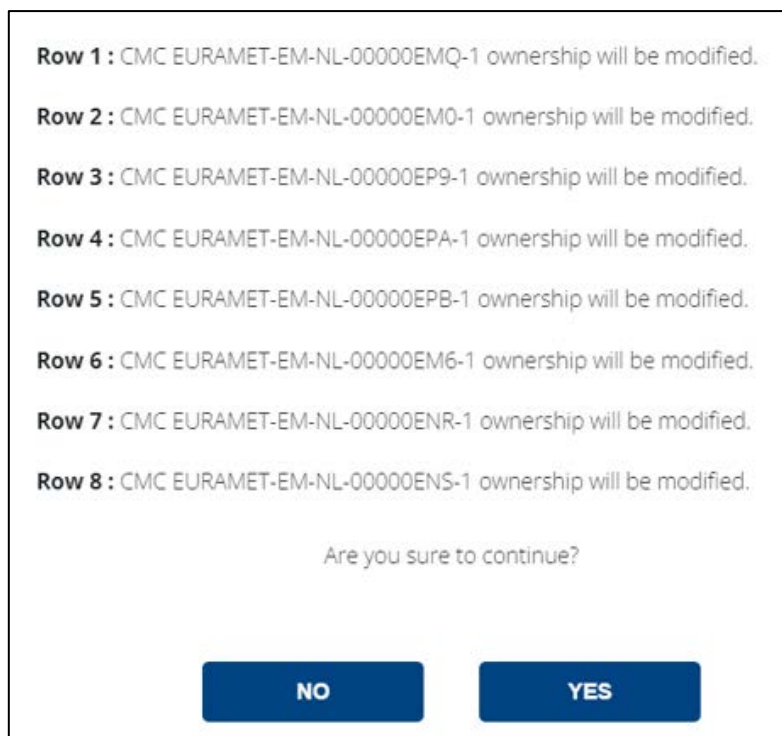 Row 1 : CMC EURAMET-EM-NL-00000EMQ-1 ownership will be modified.
Row 2 : CMC EURAMET-EM-NL-00000EM0-1 ownership will be modified.
Row 3 : CMC EURAMET-EM-NL-00000EP9-1 ownership will be modified.
Row 4 : CMC EURAMET-EM-NL-00000EPA-1 ownership will be modified.
Row 5 : CMC EURAMET-EM-NL-00000EPB-1 ownership will be modified.
Row 6 : CMC EURAMET-EM-NL-00000EM6-1 ownership will be modified.
Row 7 : CMC EURAMET-EM-NL-00000ENR-1 ownership will be modified.
Row 8 : CMC EURAMET-EM-NL-00000ENS-1 ownership will be modified.
Are you sure to continue?
NO YES